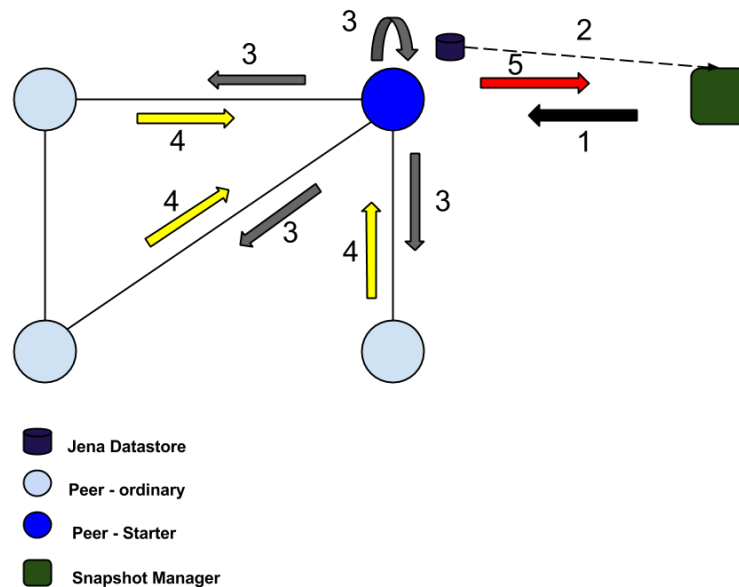 3
2
3
5
4
1
4
3
3
4
Jena Datastore
Peer - ordinary
Peer - Starter
Snapshot Manager